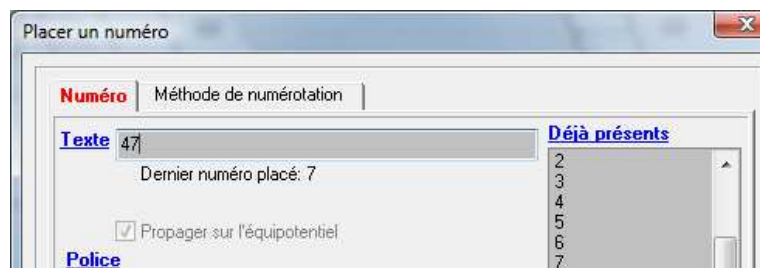 Placer un numéro
Numéro
Méthode de numérotation
Texte
47
Dernier numéro placé: 7
Propager sur l'équipotentiel
Police
Déjà présents
2
3
4
5
6
7